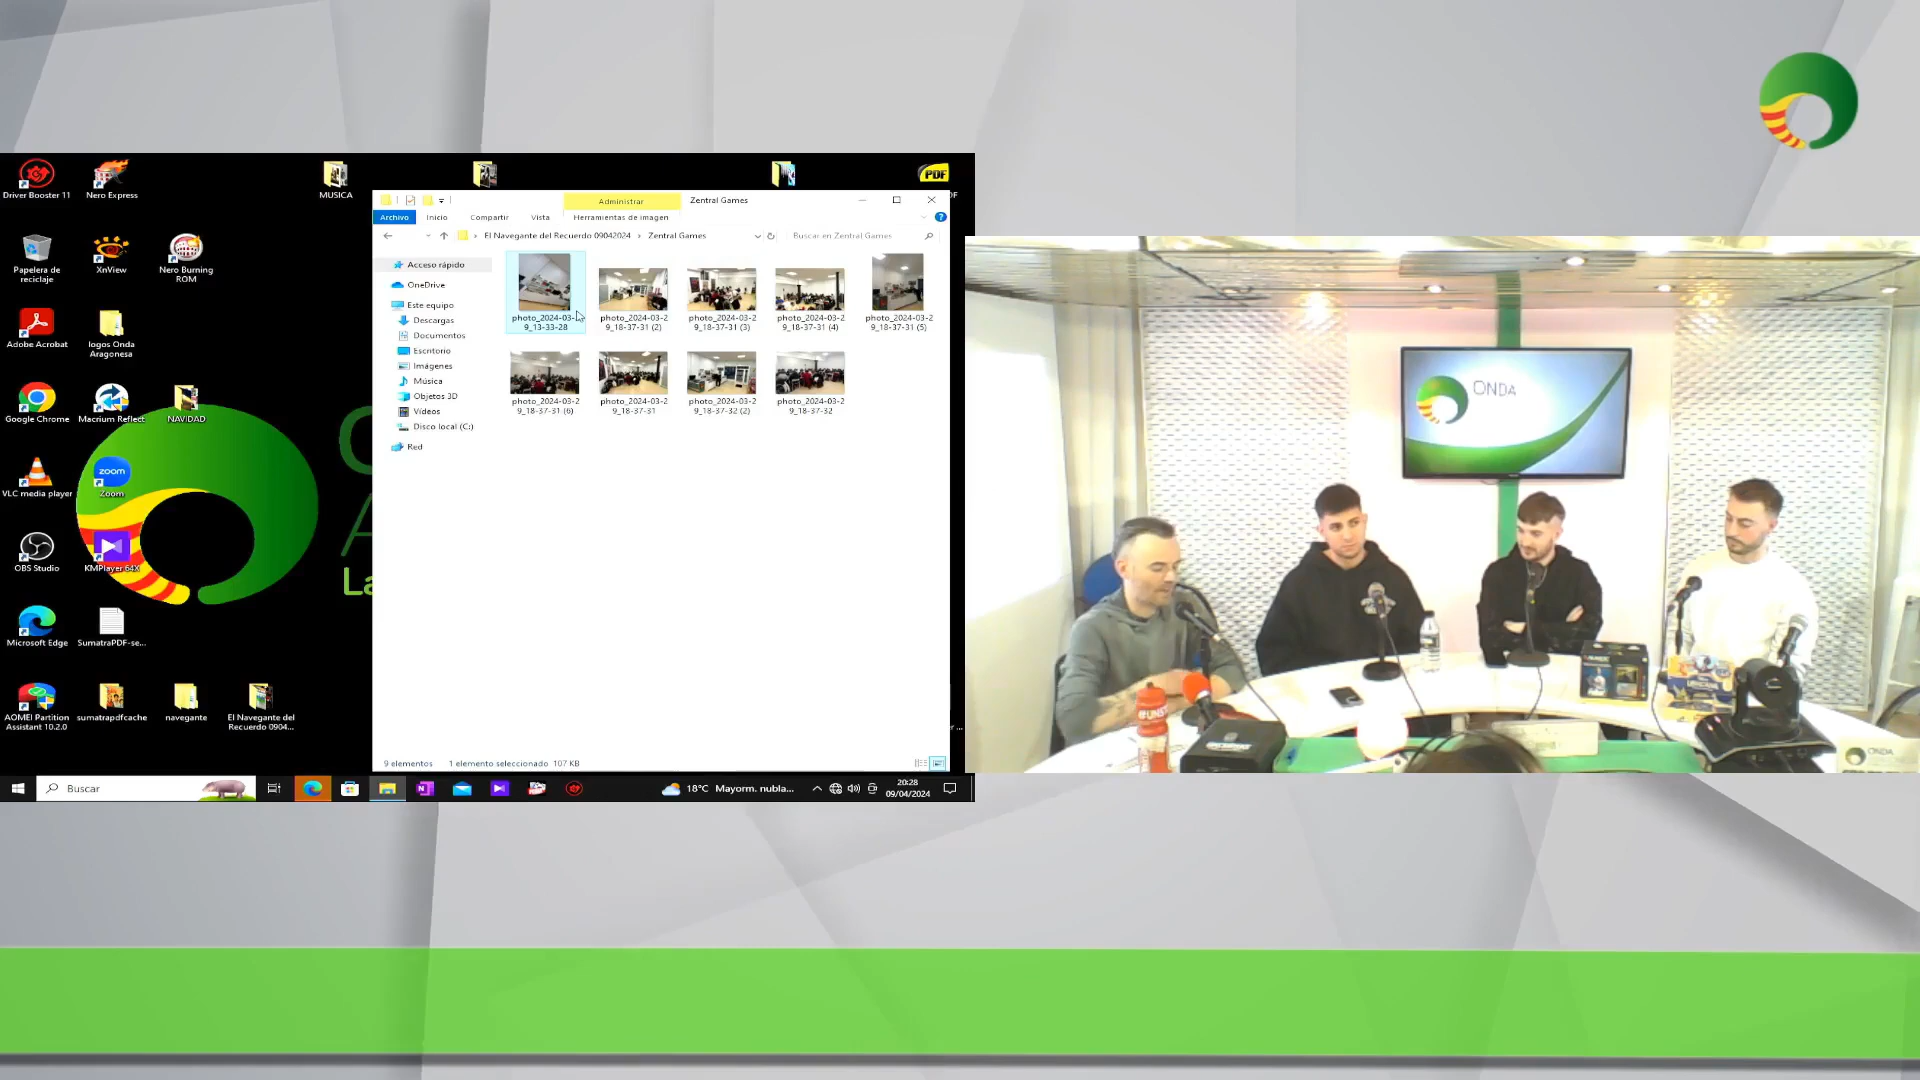 Driver Booster 11
Nero Express
MUSICA
PDF
Papelera de
reciclaje
XnView
Nero Burning
ROM
Adobe Acrobat
logos Onda
Aragonesa
Google Chrome
Macrium Reflect
NAVIDAD
VLC media player
zoom
Zoom
OBS Studio
KMPlayer 64X
La
Microsoft Edge
SumatraPDF-se...
AOMEI Partition
Assistant 10.2.0
sumatrapdfcache
navegante
El Navegante del
Recuerdo 0904...
Administrar
Zentral Games
Archivo
Inicio
Compartir
Vista
Herramientas de imagen
El Navegante del Recuerdo 09042024 › Zentral Games
Buscar en Zentral Games
Acceso rápido
OneDrive
Este equipo
Descargas
Documentos
Escritorio
Imágenes
Música
Objetos 3D
Vídeos
Disco local (C:)
Red
photo_2024-03-2
9_13-33-28
photo_2024-03-2
9_18-37-31 (2)
photo_2024-03-2
9_18-37-31 (3)
photo_2024-03-2
9_18-37-31 (4)
photo_2024-03-2
9_18-37-31 (5)
photo_2024-03-2
9_18-37-31 (6)
photo_2024-03-2
9_18-37-31
photo_2024-03-2
9_18-37-32 (2)
photo_2024-03-2
9_18-37-32
9 elementos
1 elemento seleccionado 107 KB
Buscar
18°C Mayorm. nubla...
20:28
09/04/2024
ONDA
ONDA